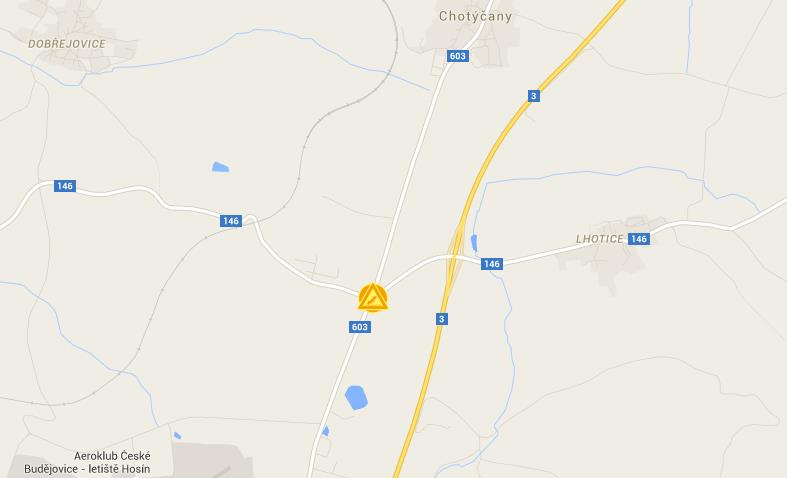 Chotýčany
DOBŘEJOVICE
603
3
146
146
LHOTICE
146
146
603
3
Aeroklub České
Budějovice - letiště Hosín